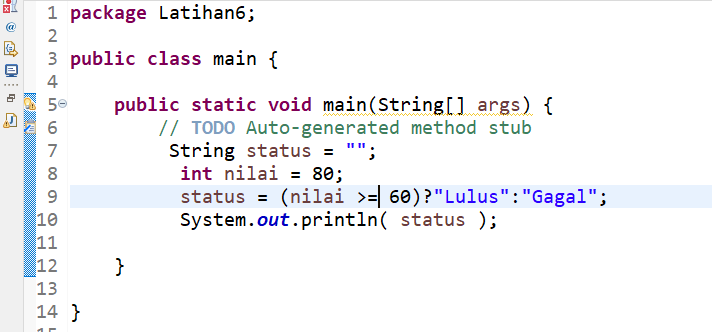 1 package Latihan6;
2
3 public class main {
4
5     public static void main(String[] args) {
6         // TODO Auto-generated method stub
7          String status = "";
8           int nilai = 80;
9           status = (nilai >= 60)?"Lulus":"Gagal";
10           System.out.println( status );
11
12     }
13
14 }